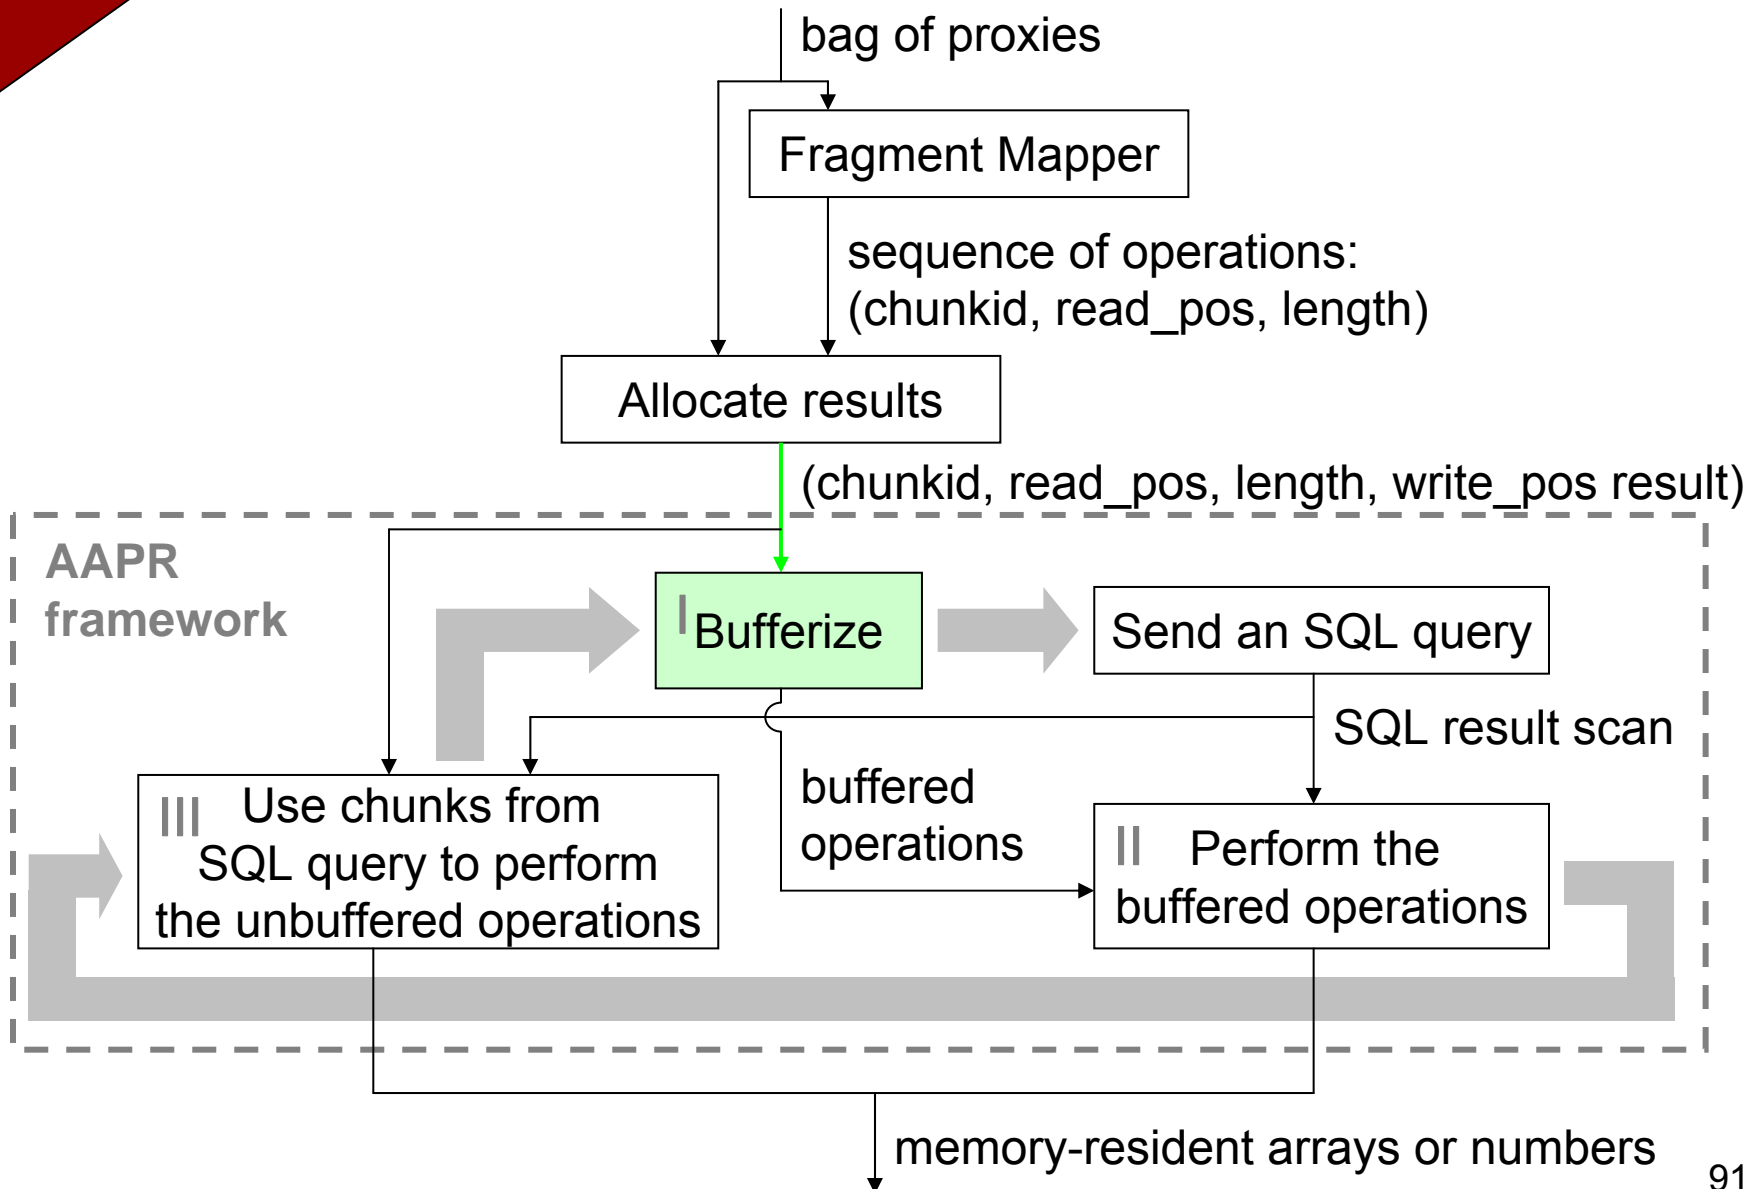 bag of proxies
Fragment Mapper
sequence of operations:
(chunkid, read_pos, length)
Allocate results
(chunkid, read_pos, length, write_pos result)
AAPR
framework
I Bufferize
Send an SQL query
SQL result scan
buffered
operations
III Use chunks from
SQL query to perform
the unbuffered operations
II Perform the
buffered operations
memory-resident arrays or numbers
91